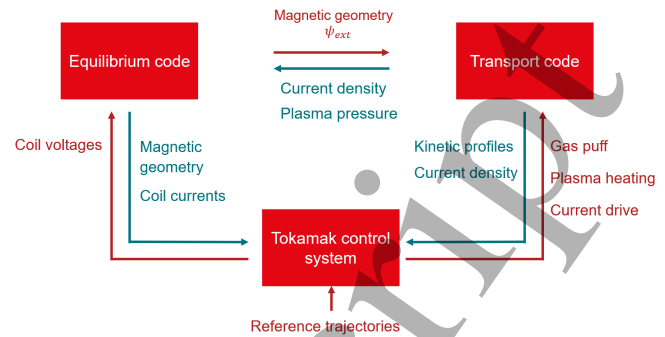 Magnetic geometry
ψ_ext
Equilibrium code
Transport code
Current density
Plasma pressure
Coil voltages
Magnetic
geometry
Coil currents
Kinetic profiles
Current density
Gas puff
Plasma heating
Current drive
Tokamak control
system
Reference trajectories